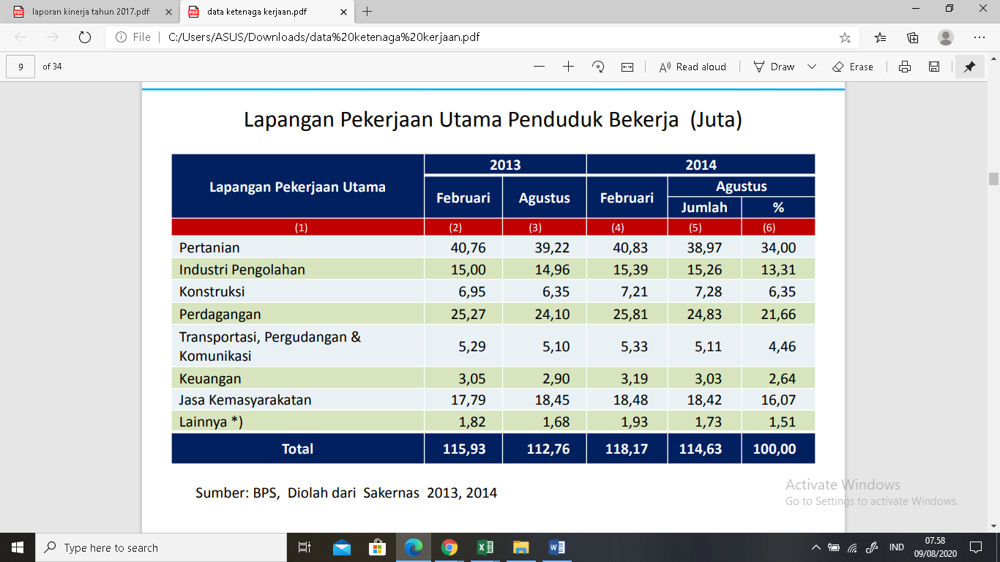 laporan kinerja tahun 2017.pdf
data ketenaga kerjaan.pdf
File
C:/Users/ASUS/Downloads/data%20ketenaga%20kerjaan.pdf
9 of 34
Read aloud
Draw
Erase
Lapangan Pekerjaan Utama Penduduk Bekerja (Juta)
Lapangan Pekerjaan Utama
2013 2014
Februari Agustus Februari Agustus
Jumlah %
(1) (2) (3) (4) (5) (6)
Pertanian 40,76 39,22 40,83 38,97 34,00
Industri Pengolahan 15,00 14,96 15,39 15,26 13,31
Konstruksi 6,95 6,35 7,21 7,28 6,35
Perdagangan 25,27 24,10 25,81 24,83 21,66
Transportasi, Pergudangan &
Komunikasi 5,29 5,10 5,33 5,11 4,46
Keuangan 3,05 2,90 3,19 3,03 2,64
Jasa Kemasyarakatan 17,79 18,45 18,48 18,42 16,07
Lainnya *) 1,82 1,68 1,93 1,73 1,51
Total 115,93 112,76 118,17 114,63 100,00
Sumber: BPS, Diolah dari Sakernas 2013, 2014
Activate Windows
Go to Settings to activate Windows.
Type here to search
IND
07.58
09/08/2020